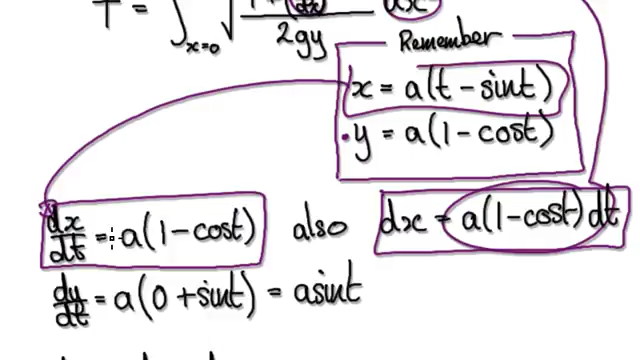 T = ∫x=0 √ 1+(dy/dx) / 2gy dx
Remember
x = a(t - sint)
y = a(1 - cost)
dx/dt = a(1 - cost) also dx = a(1-cost)dt
dy/dt = a(0 + sint) = asint